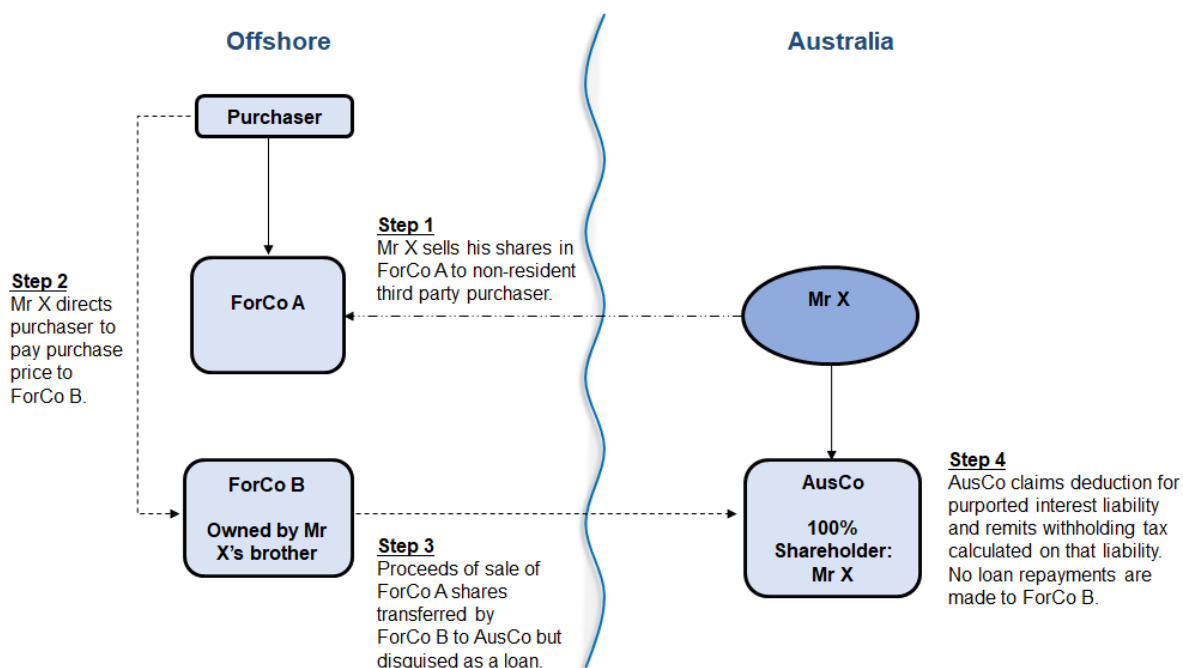 Offshore
Australia
Purchaser
Step 1
Mr X sells his shares in
ForCo A to non-resident
third party purchaser.
Step 2
Mr X directs
purchaser to
pay purchase
price to
ForCo B.
ForCo A
Mr X
ForCo B
Owned by Mr
X's brother
Step 3
Proceeds of sale of
ForCo A shares
transferred by
ForCo B to AusCo but
disguised as a loan.
AusCo
100%
Shareholder:
Mr X
Step 4
AusCo claims deduction for
purported interest liability
and remits withholding tax
calculated on that liability.
No loan repayments are
made to ForCo B.